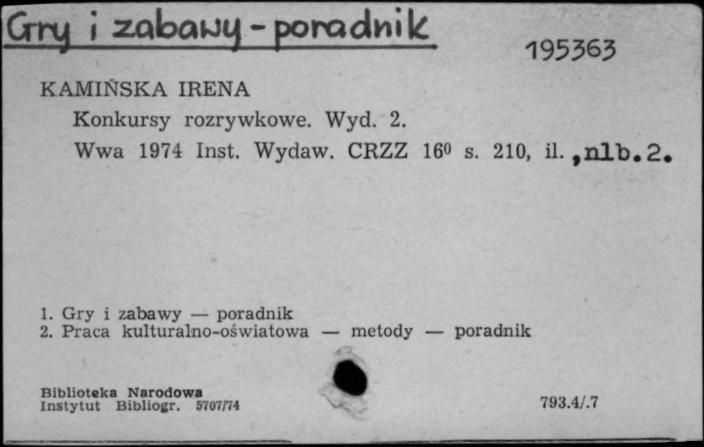 Gry i zabawy - poradnik
195363
KAMIŃSKA IRENA
Konkursy rozrywkowe. Wyd. 2.
Wwa 1974 Inst. Wydaw. CRZZ 16⁰ s. 210, il. ,nlb.2.
1. Gry i zabawy — poradnik
2. Praca kulturalno-oświatowa — metody — poradnik
Biblioteka Narodowa
Instytut Bibliogr. 5707/74
793.4/.7